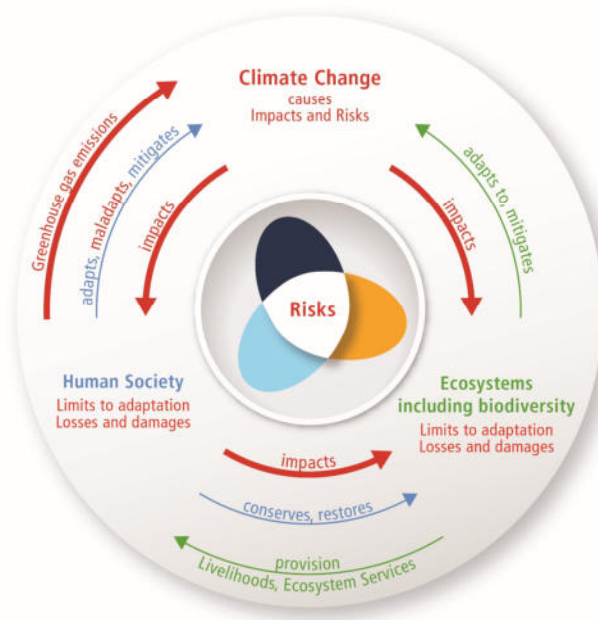 Climate Change
causes
Impacts and Risks
Greenhouse gas emissions
adapts, maladapts, mitigates
impacts
impacts
adapts to, mitigates
Risks
Human Society
Limits to adaptation
Losses and damages
Ecosystems
including biodiversity
Limits to adaptation
Losses and damages
impacts
conserves, restores
provision
Livelihoods, Ecosystem Services